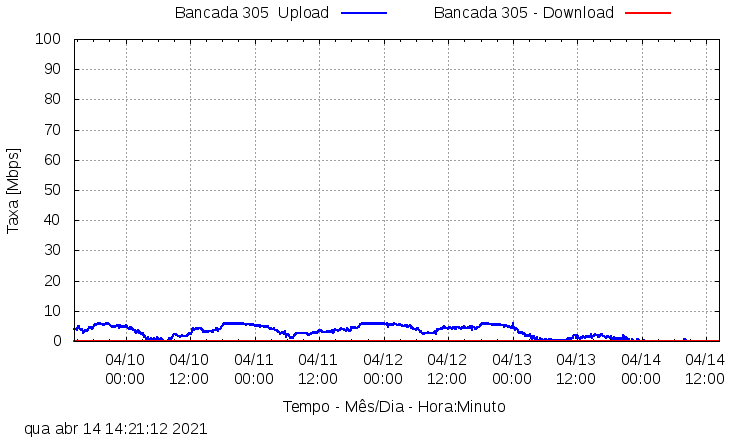 Bancada 305  Upload Bancada 305 - Download
100
90
80
70
60
50
40
30
20
10
0
Taxa [Mbps]
04/10 04/10 04/11 04/11 04/12 04/12 04/13 04/13 04/14 04/14
00:00 12:00 00:00 12:00 00:00 12:00 00:00 12:00 00:00 12:00
Tempo - Mês/Dia - Hora:Minuto
qua abr 14 14:21:12 2021